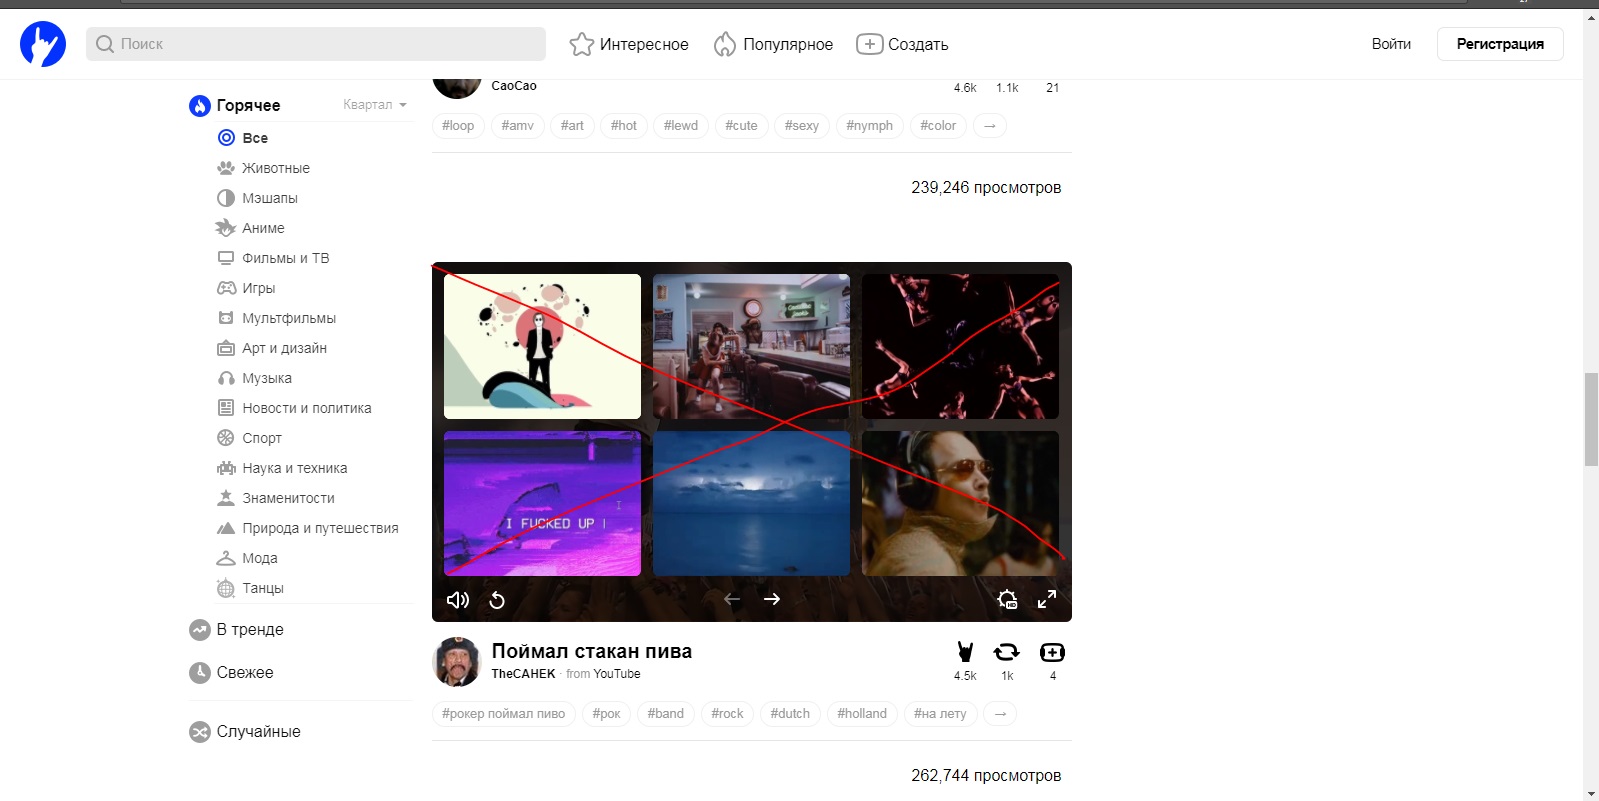 Поиск
Интересное
Популярное
Создать
Войти
Регистрация
Горячее
Квартал
Все
Животные
Мэшапы
Аниме
Фильмы и ТВ
Игры
Мультфильмы
Арт и дизайн
Музыка
Новости и политика
Спорт
Наука и техника
Знаменитости
Природа и путешествия
Мода
Танцы
В тренде
Свежее
Случайные
CaoCao
4.6k 1.1k 21
#loop #amv #art #hot #lewd #cute #sexy #nymph #color →
239,246 просмотров
I FUCKED UP
HD
Поймал стакан пива
TheCAHEK · from YouTube
4.5k 1k 4
#рокер поймал пиво #рок #band #rock #dutch #holland #на лету →
262,744 просмотров